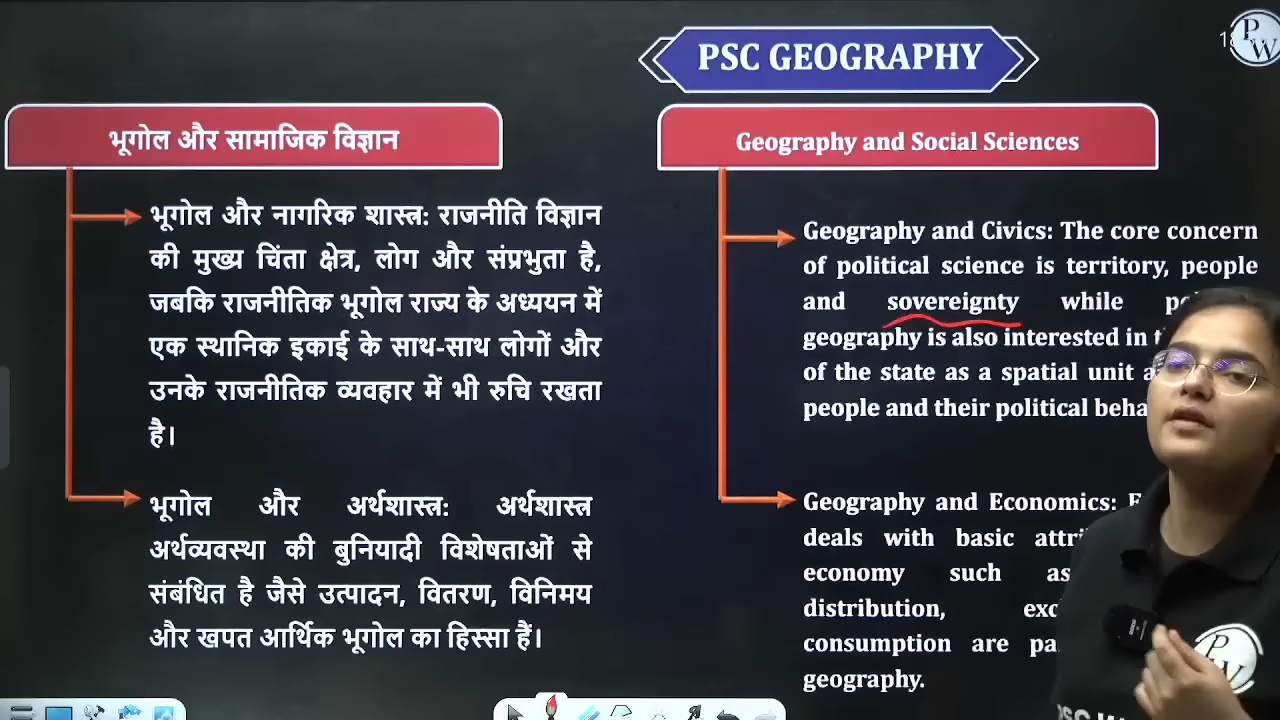 PSC GEOGRAPHY
PW
भूगोल और सामाजिक विज्ञान
भूगोल और नागरिक शास्त्र: राजनीति विज्ञान
की मुख्य चिंता क्षेत्र, लोग और संप्रभुता है,
जबकि राजनीतिक भूगोल राज्य के अध्ययन में
एक स्थानिक इकाई के साथ-साथ लोगों और
उनके राजनीतिक व्यवहार में भी रुचि रखता
है।
भूगोल और अर्थशास्त्र: अर्थशास्त्र
अर्थव्यवस्था की बुनियादी विशेषताओं से
संबंधित है जैसे उत्पादन, वितरण, विनिमय
और खपत आर्थिक भूगोल का हिस्सा हैं।
Geography and Social Sciences
Geography and Civics: The core concern
of political science is territory, people
and sovereignty while
geography is also interested in
of the state as a spatial unit
people and their political
Geography and Economics:
deals with basic
economy such as
distribution,
consumption are
geography.
PW